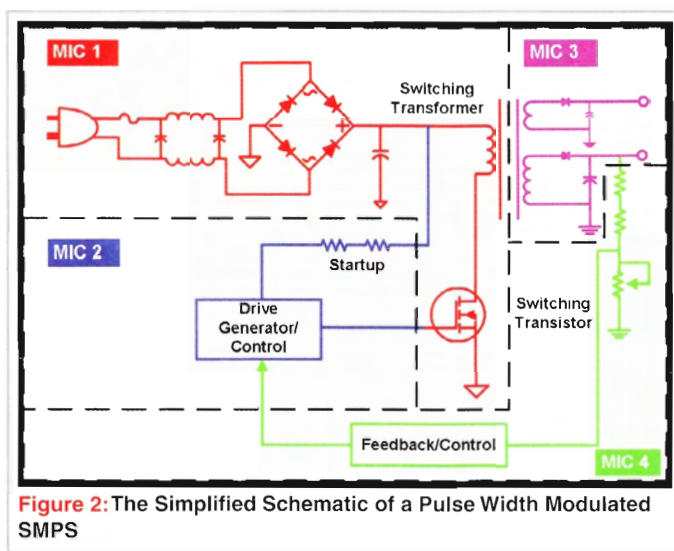 MIC 1
MIC 3
Switching
Transformer
MIC 2
Startup
Drive
Generator/
Control
Switching
Transistor
Feedback/Control
MIC 4
Figure 2: The Simplified Schematic of a Pulse Width Modulated
SMPS